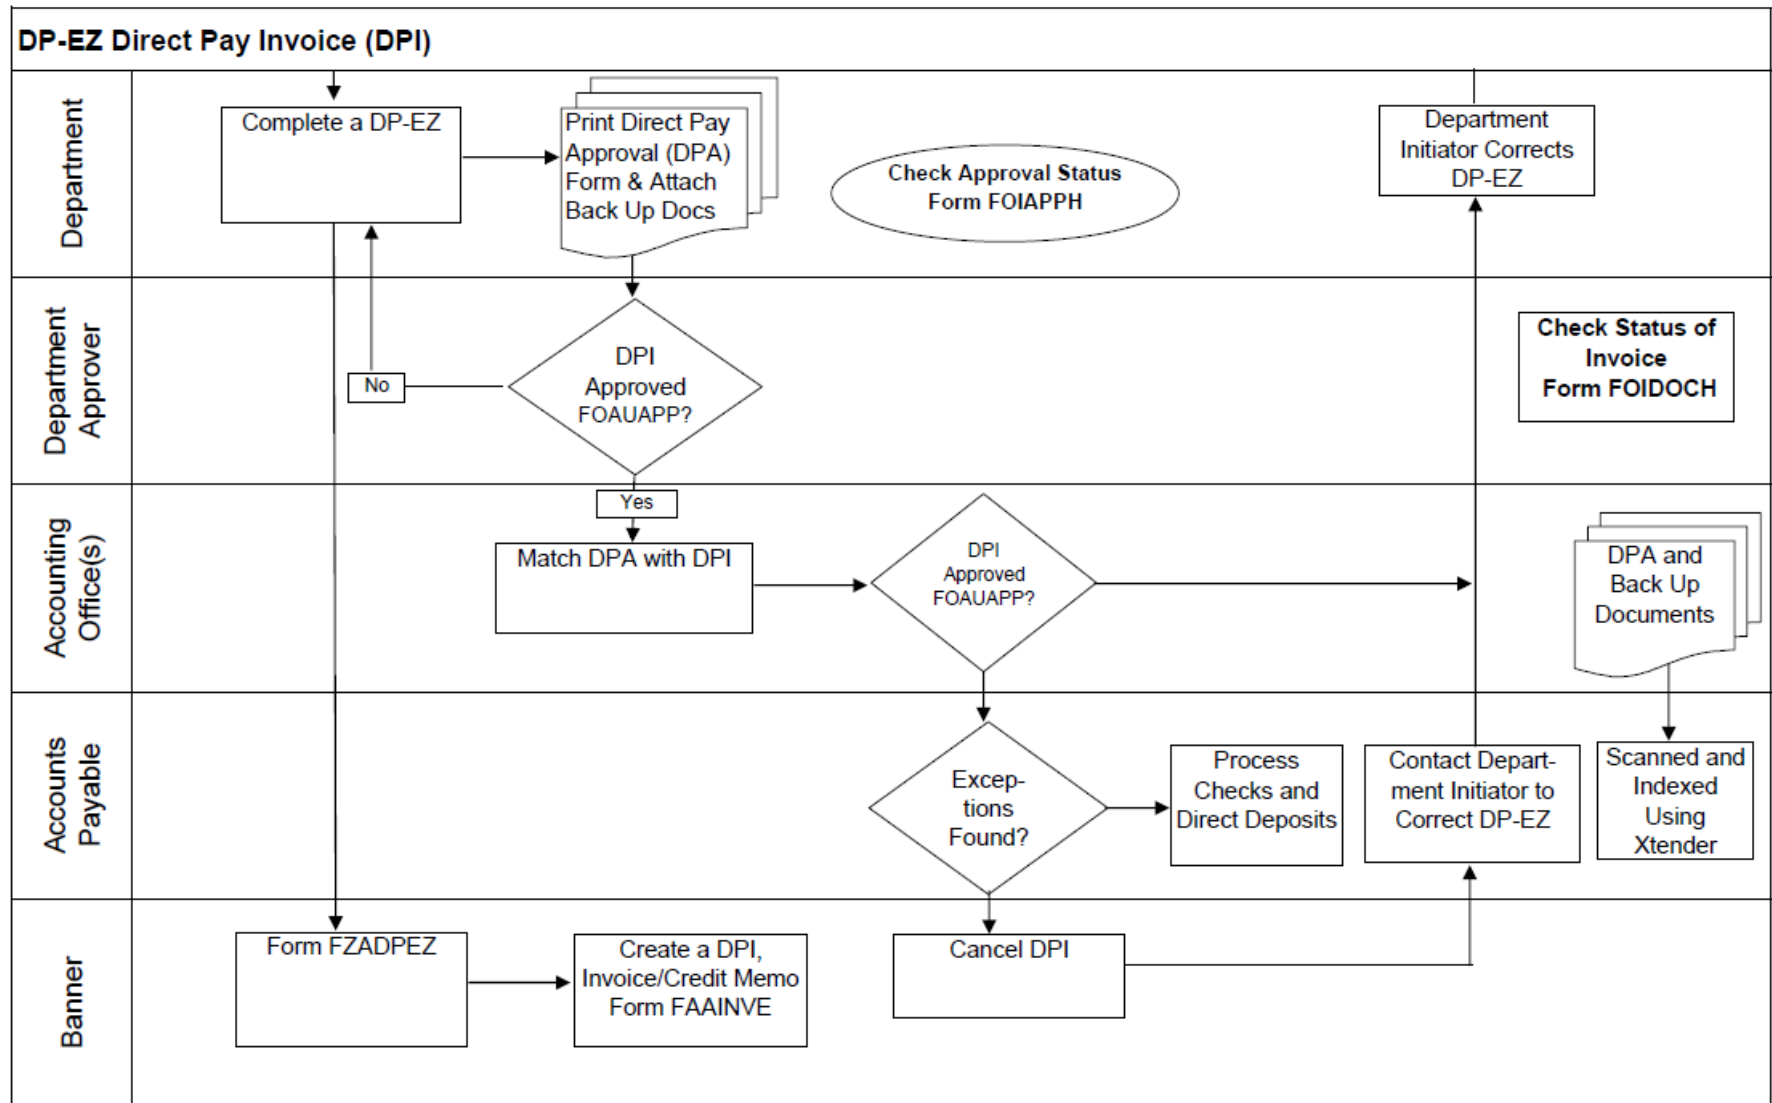 DP-EZ Direct Pay Invoice (DPI)
Department
Complete a DP-EZ
Print Direct Pay
Approval (DPA)
Form & Attach
Back Up Docs
Check Approval Status
Form FOIAPPH
Department
Initiator Corrects
DP-EZ
Department
Approver
No
DPI
Approved
FOAUAPP?
Check Status of
Invoice
Form FOIDOCH
Accounting
Office(s)
Yes
Match DPA with DPI
DPI
Approved
FOAUAPP?
DPA and
Back Up
Documents
Accounts
Payable
Excep-
tions
Found?
Process
Checks and
Direct Deposits
Contact Depart-
ment Initiator to
Correct DP-EZ
Scanned and
Indexed
Using
Xtender
Banner
Form FZADPEZ
Create a DPI,
Invoice/Credit Memo
Form FAAINVE
Cancel DPI